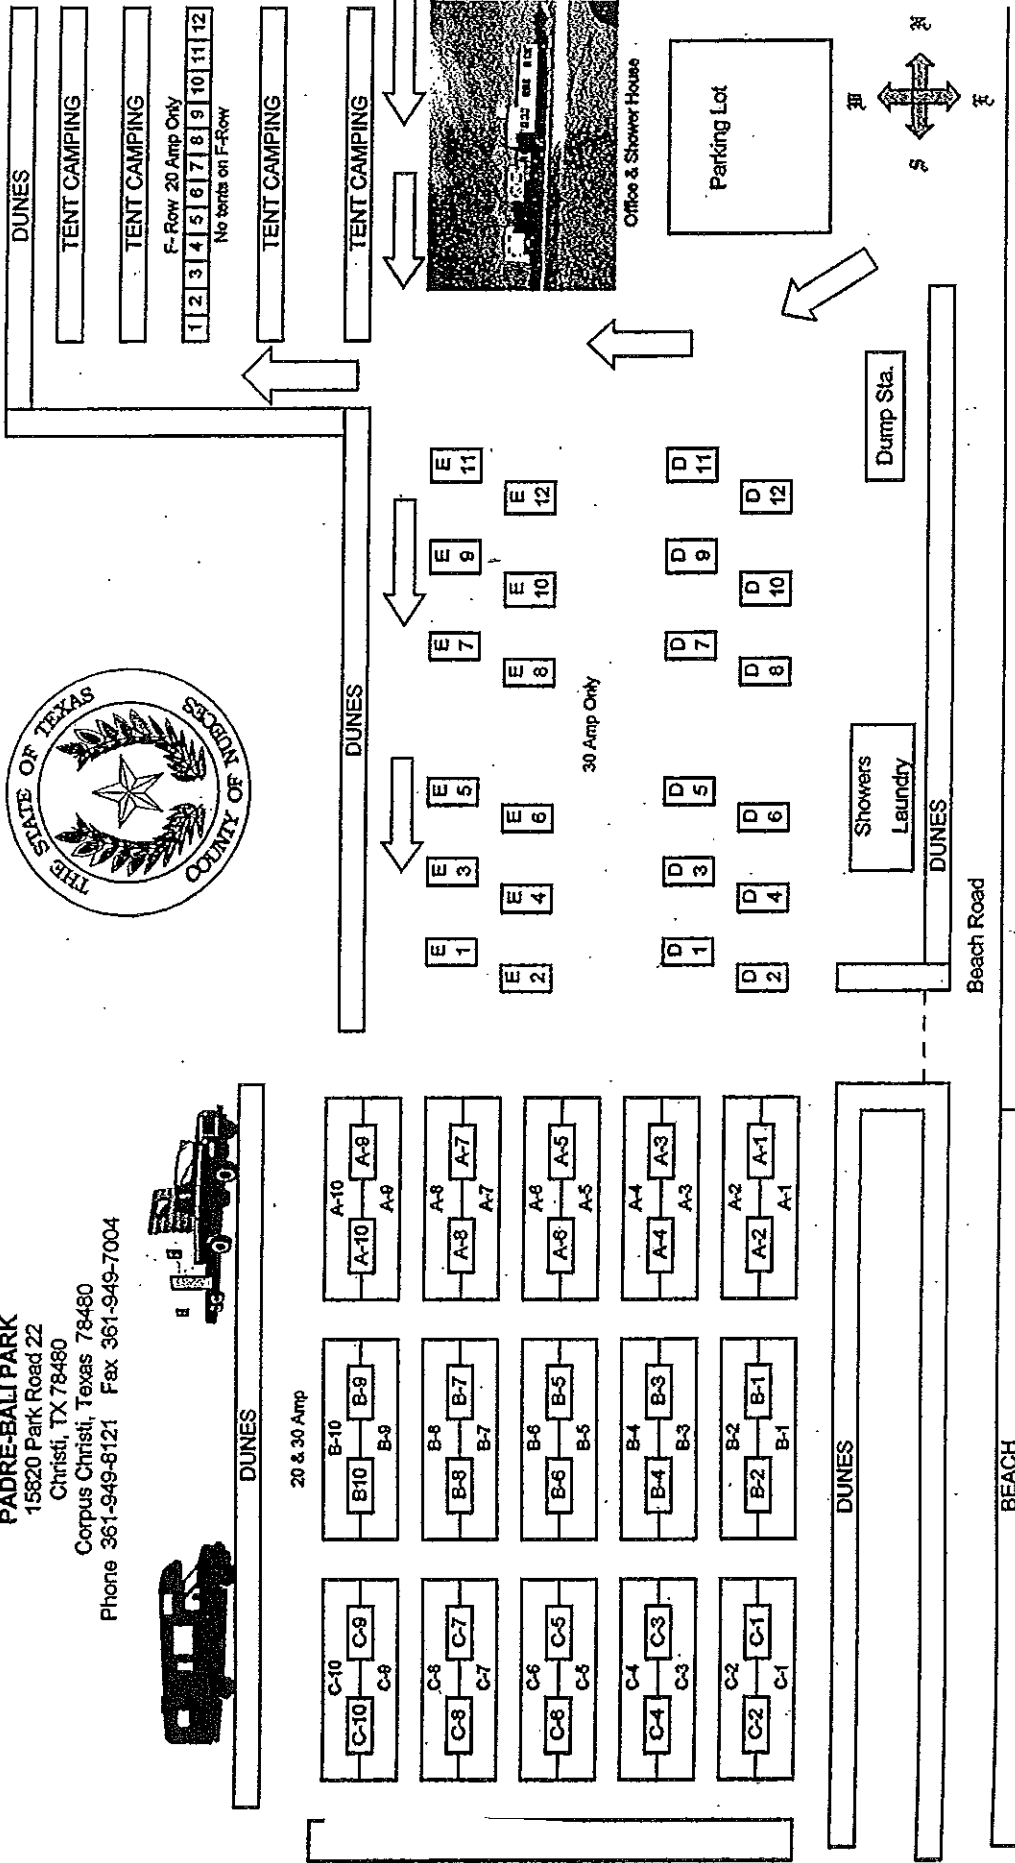 PADRE-BALI PARK
15820 Park Road 22
Christi, TX 78480
Corpus Christi, Texas 78480
Phone 361-949-8121 Fax 361-949-7004
THE STATE OF TEXAS
COUNTY OF NUECES
DUNES
TENT CAMPING
TENT CAMPING
F-Row 20 Amp Only
1 2 3 4 5 6 7 8 9 10 11 12
No tents on F-Row
TENT CAMPING
TENT CAMPING
DUNES
DUNES
20 & 30 Amp
C-10
C-10 C-9
C-9
B-10
B10 B-9
B-9
A-10
A-10 A-9
A-9
C-8
C-8 C-7
C-7
B-8
B-8 B-7
B-7
A-8
A-8 A-7
A-7
C-6
C-6 C-5
C-5
B-6
B-6 B-5
B-5
A-6
A-6 A-5
A-5
C-4
C-4 C-3
C-3
B-4
B-4 B-3
B-3
A-4
A-4 A-3
A-3
C-2
C-2 C-1
C-1
B-2
B-2 B-1
B-1
A-2
A-2 A-1
A-1
E 1
E 3
E 5
E 7
E 9
E 11
E 2
E 4
E 6
E 8
E 10
E 12
30 Amp Only
D 1
D 3
D 5
D 7
D 9
D 11
D 2
D 4
D 6
D 8
D 10
D 12
Office & Shower House
Parking Lot
Showers
Laundry
Dump Sta.
DUNES
DUNES
Beach Road
BEACH
W
S
N
E